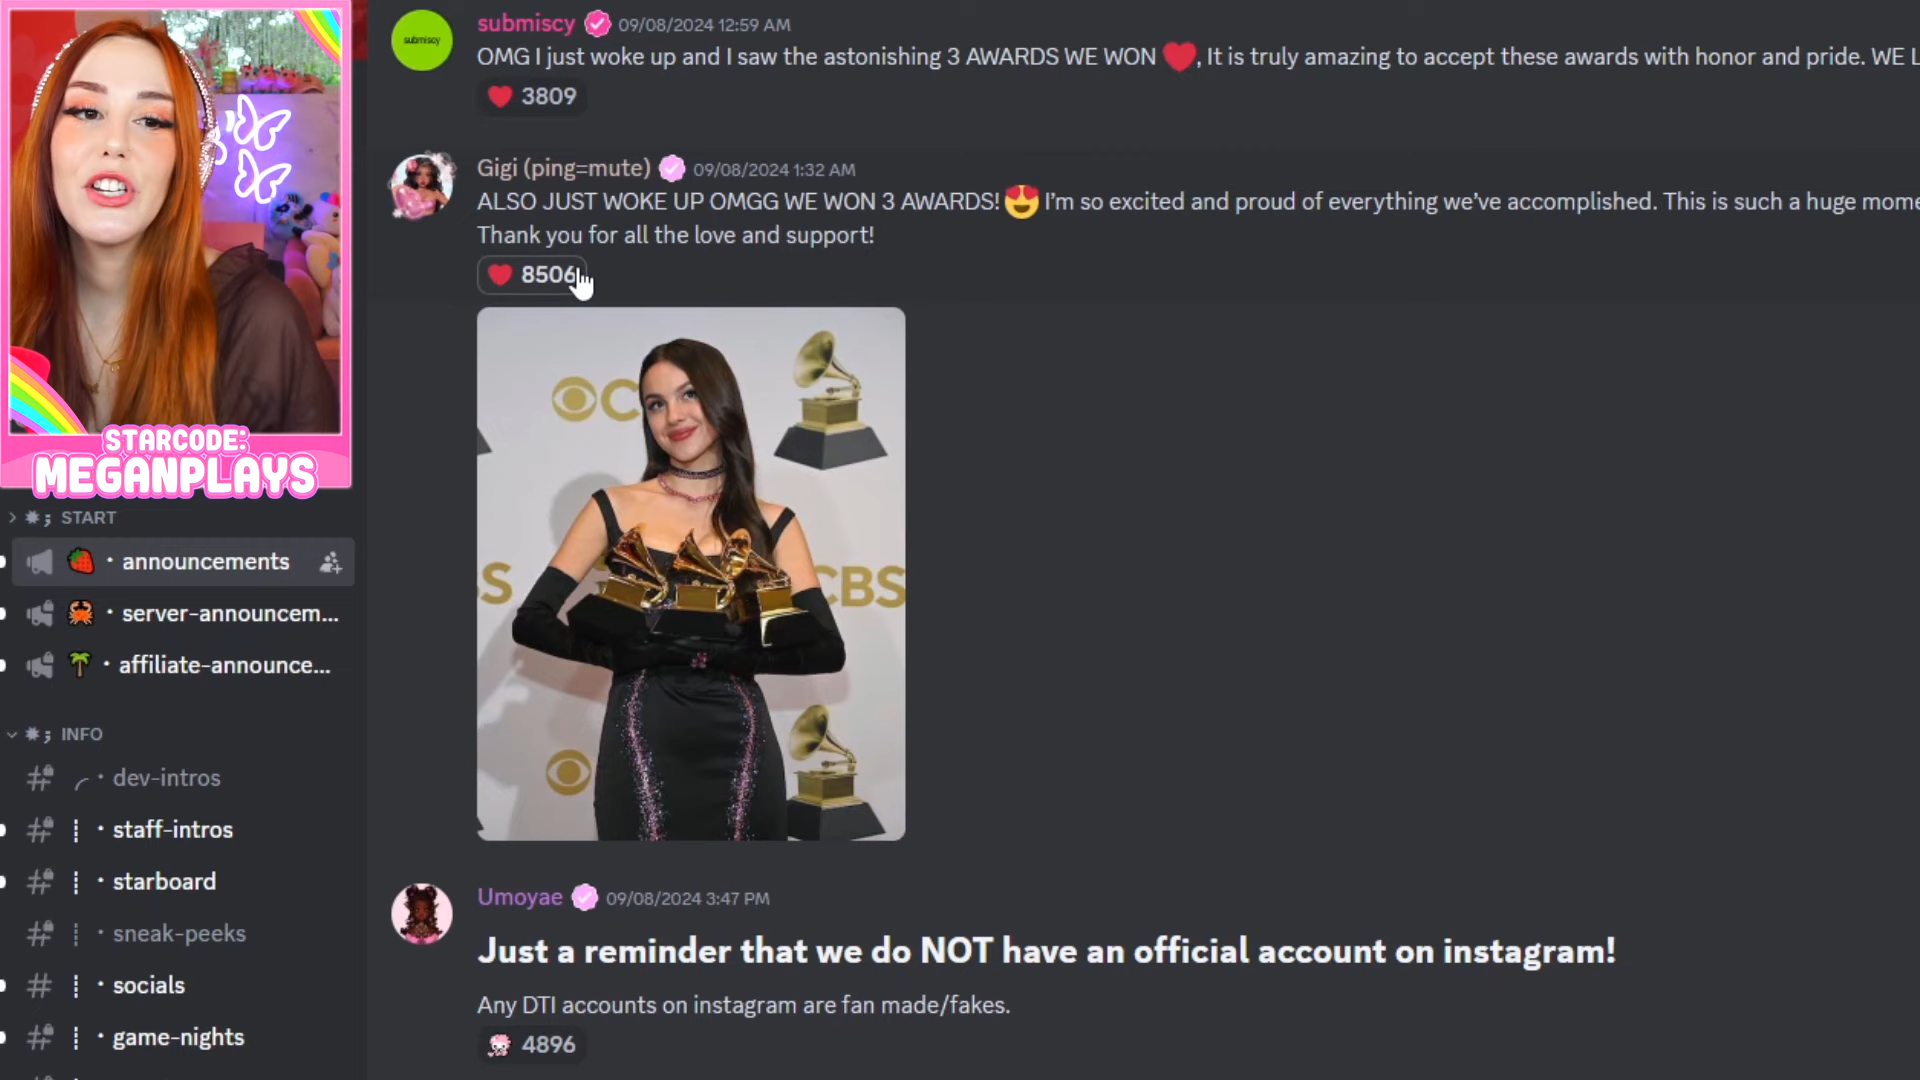 submiscy 09/08/2024 12:59 AM
submiscy
OMG I just woke up and I saw the astonishing 3 AWARDS WE WON ❤️, It is truly amazing to accept these awards with honor and pride. WE L
❤️ 3809
Gigi (ping=mute) 09/08/2024 1:32 AM
ALSO JUST WOKE UP OMGG WE WON 3 AWARDS! 😍 I'm so excited and proud of everything we've accomplished. This is such a huge mome
Thank you for all the love and support!
❤️ 8506
CBS
CBS
Umoyae 09/08/2024 3:47 PM
Just a reminder that we do NOT have an official account on instagram!
Any DTI accounts on instagram are fan made/fakes.
4896
STARCODE:
MEGANPLAYS
START
announcements
server-announcem...
affiliate-announce...
INFO
dev-intros
staff-intros
starboard
sneak-peeks
socials
game-nights